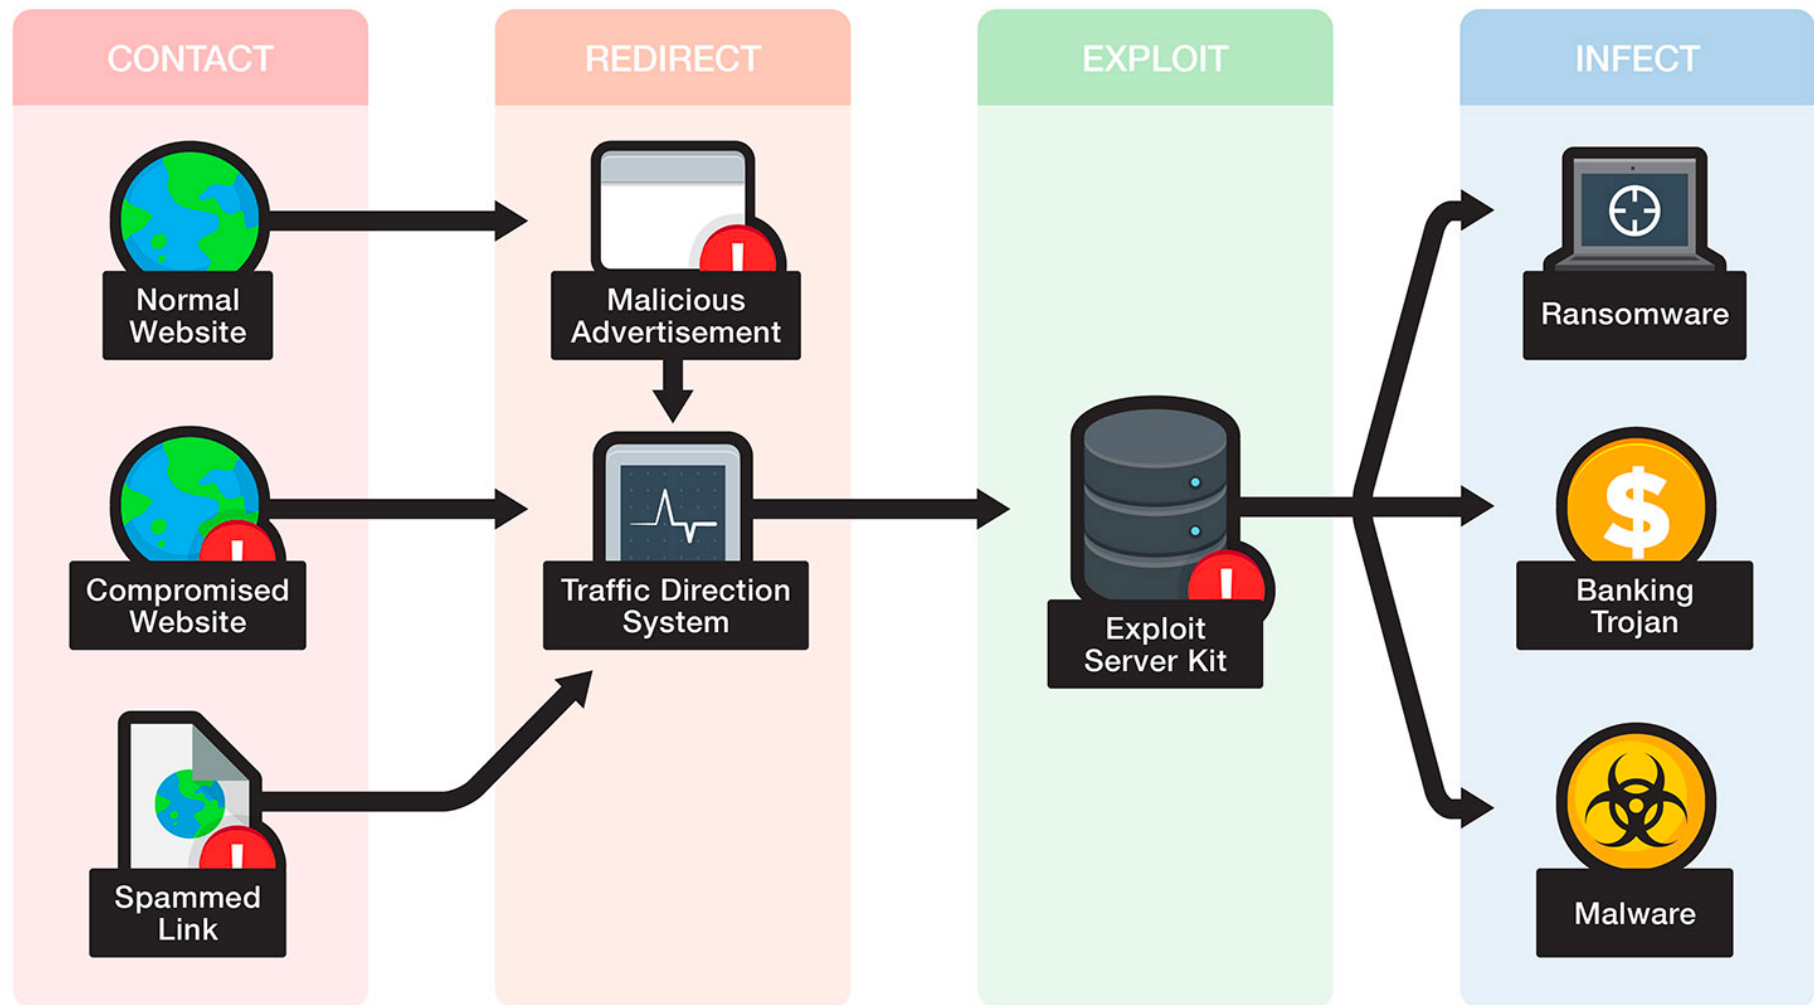 CONTACT
REDIRECT
EXPLOIT
INFECT
Normal
Website
Malicious
Advertisement
Ransomware
Compromised
Website
Traffic Direction
System
Exploit
Server Kit
Banking
Trojan
Spammed
Link
Malware